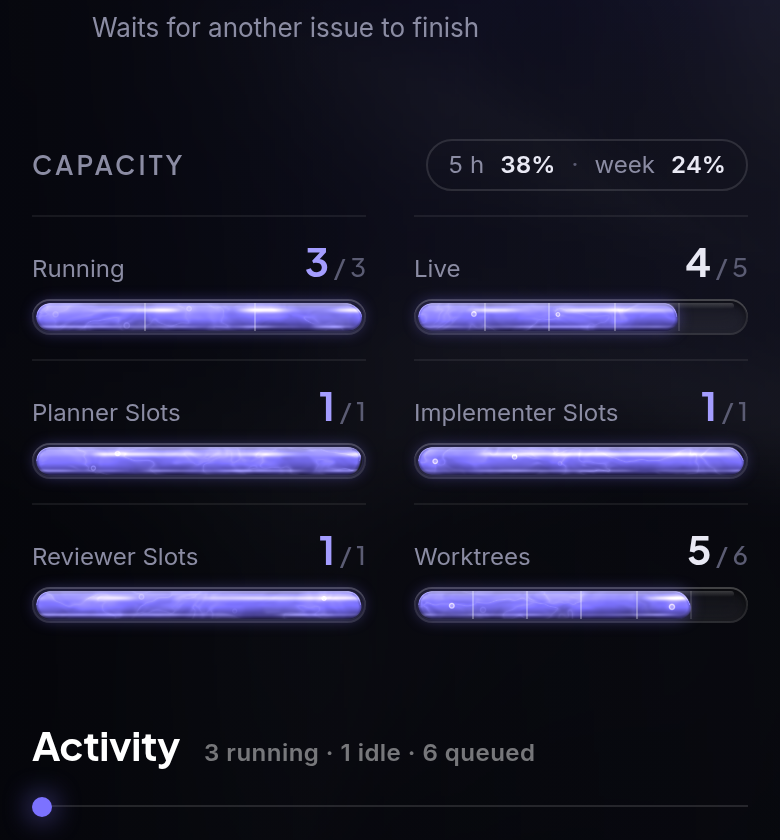 Waits for another issue to finish
CAPACITY
5 h 38% · week 24%
Running 3/3
Live 4/5
Planner Slots 1/1
Implementer Slots 1/1
Reviewer Slots 1/1
Worktrees 5/6
Activity 3 running · 1 idle · 6 queued